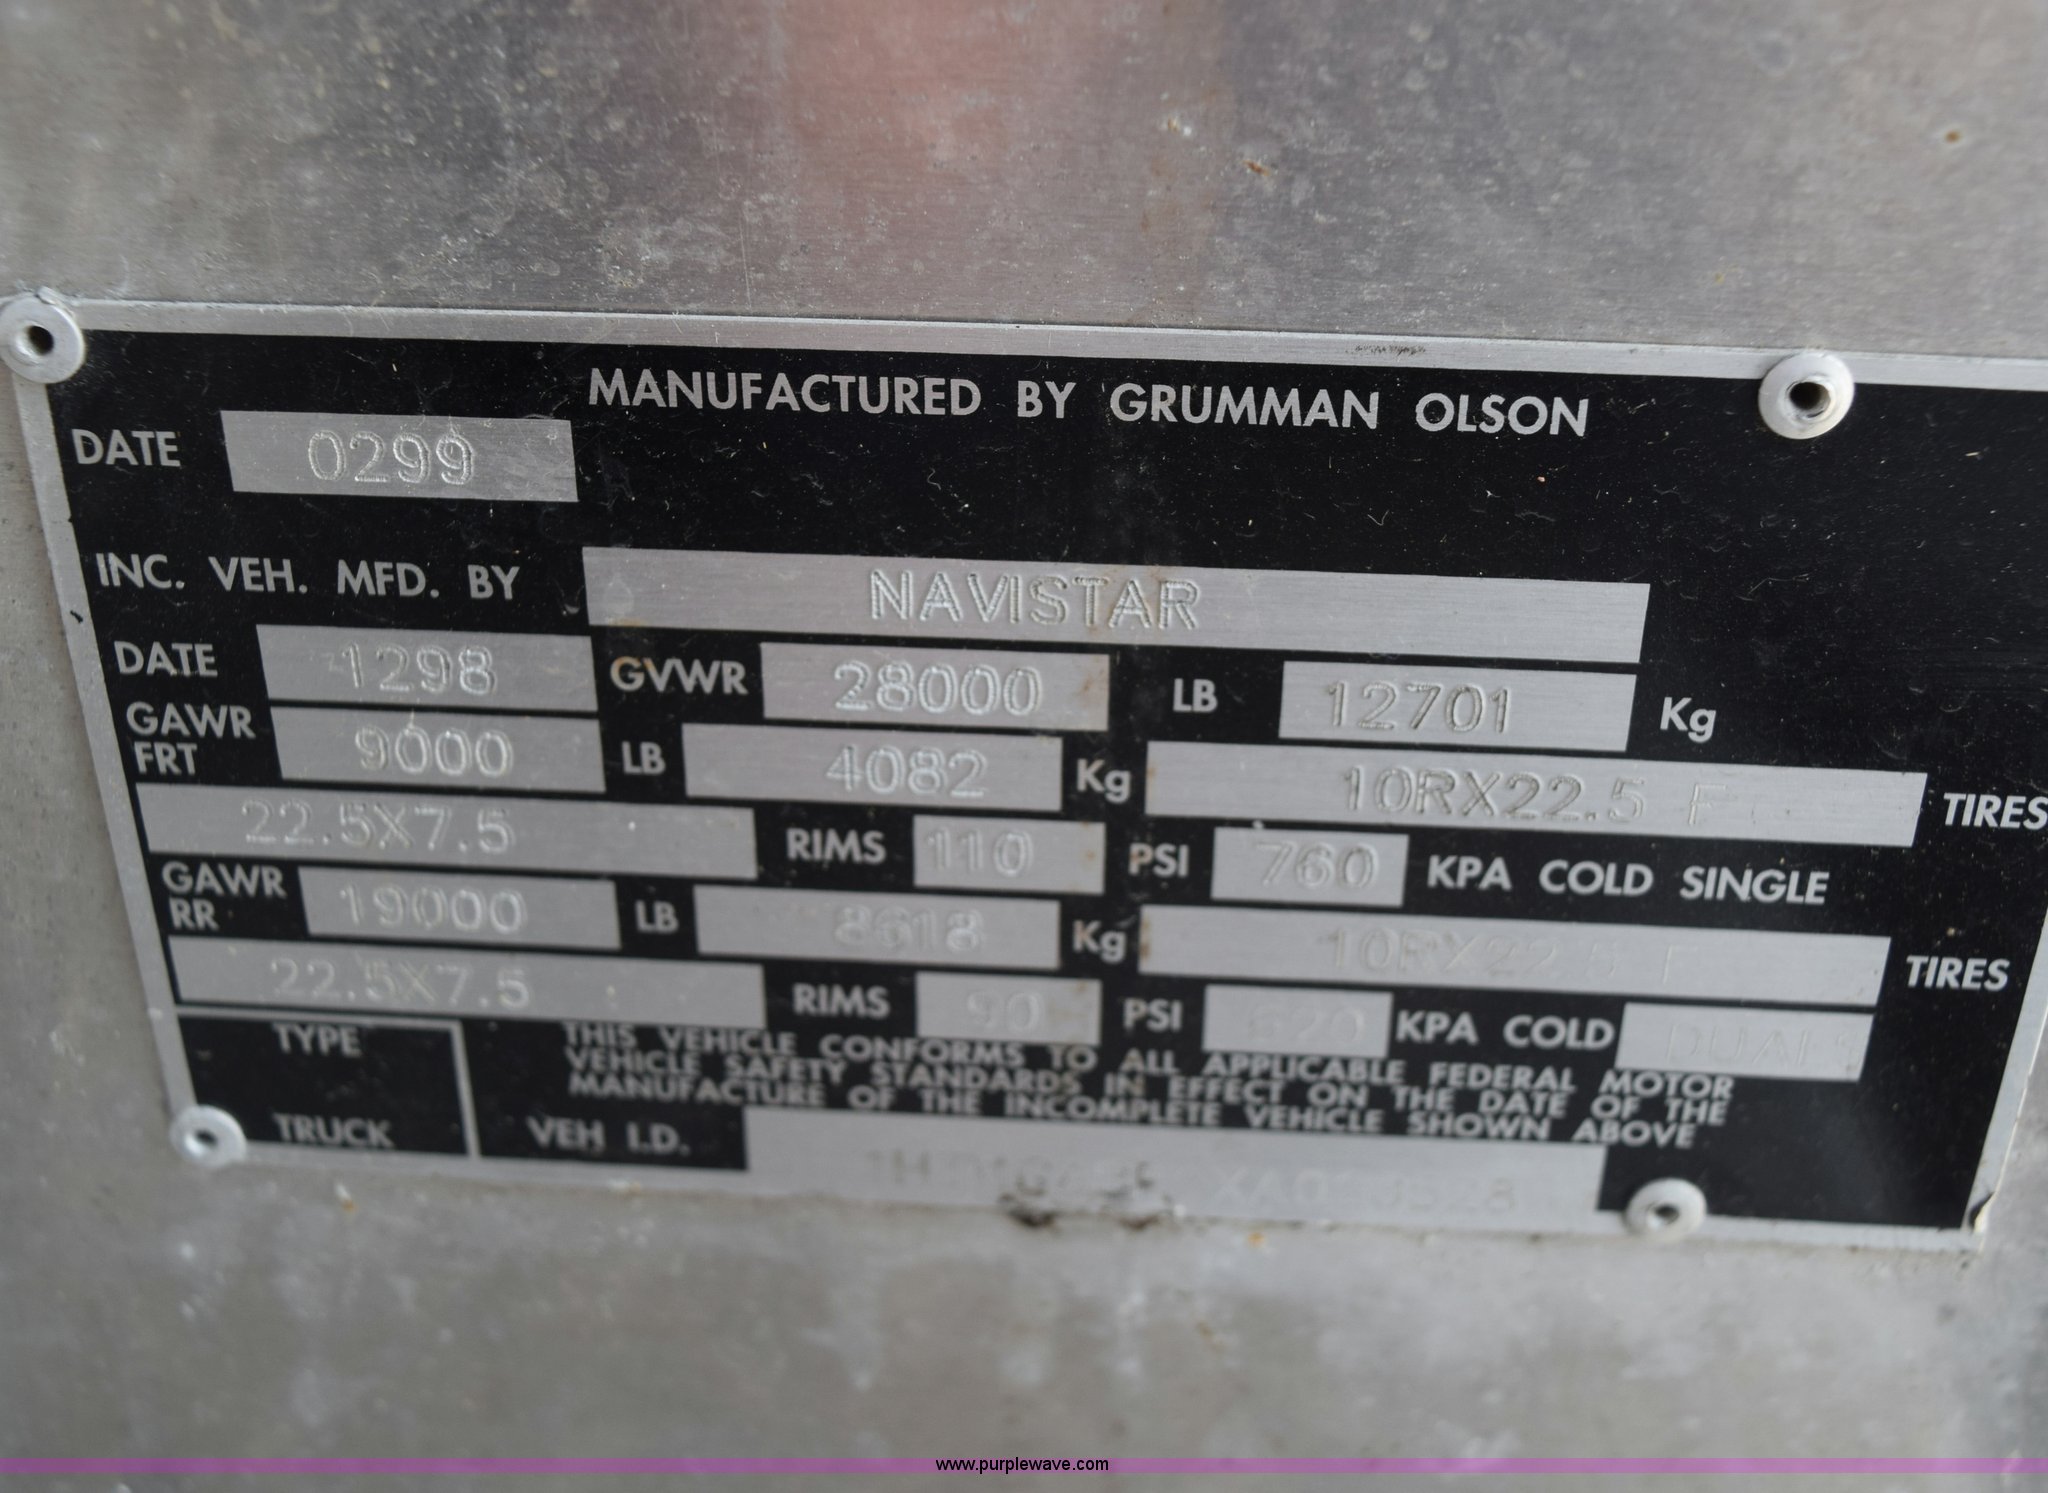 MANUFACTURED BY GRUMMAN OLSON
DATE 0299
INC. VEH. MFD. BY NAVISTAR
DATE 1298 GVWR 28000 LB 12701 Kg
GAWR FRT 9000 LB 4082 Kg 10RX22.5 F TIRES
22.5X7.5 RIMS 110 PSI 760 KPA COLD SINGLE
GAWR RR 19000 LB 8618 Kg 10RX22.5 F TIRES
22.5X7.5 RIMS 90 PSI 620 KPA COLD DUALS
TYPE
TRUCK
THIS VEHICLE CONFORMS TO ALL APPLICABLE FEDERAL MOTOR
VEHICLE SAFETY STANDARDS IN EFFECT ON THE DATE OF THE
MANUFACTURE OF THE INCOMPLETE VEHICLE SHOWN ABOVE
VEH I.D.
www.purplewave.com